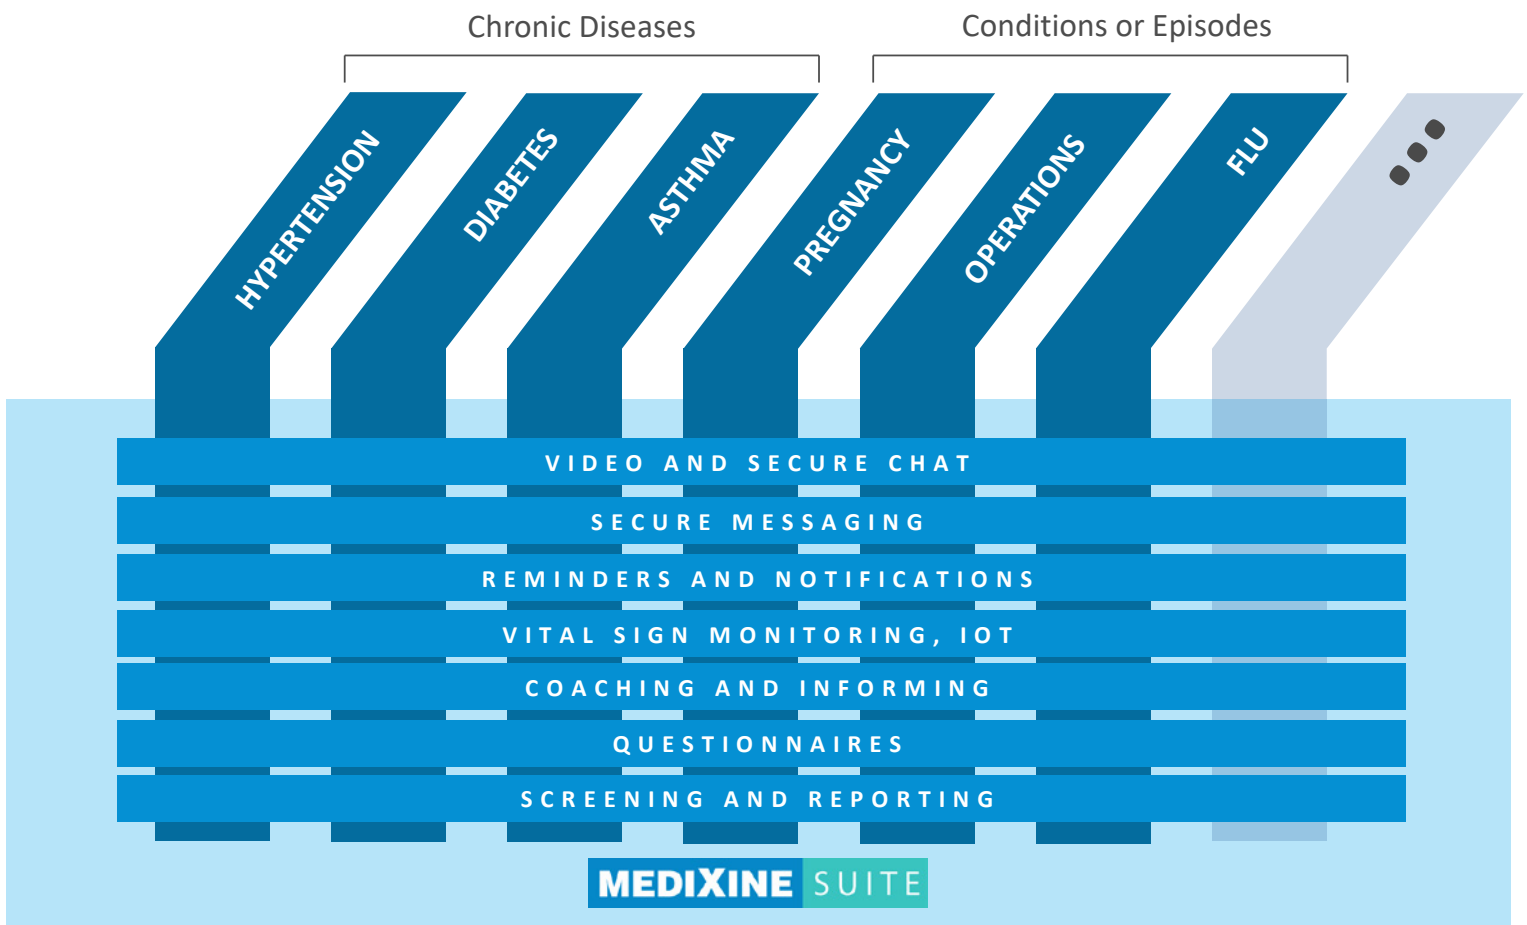 Chronic Diseases
Conditions or Episodes
HYPERTENSION
DIABETES
ASTHMA
PREGNANCY
OPERATIONS
FLU
VIDEO AND SECURE CHAT
SECURE MESSAGING
REMINDERS AND NOTIFICATIONS
VITAL SIGN MONITORING, IOT
COACHING AND INFORMING
QUESTIONNAIRES
SCREENING AND REPORTING
MEDIXINE SUITE